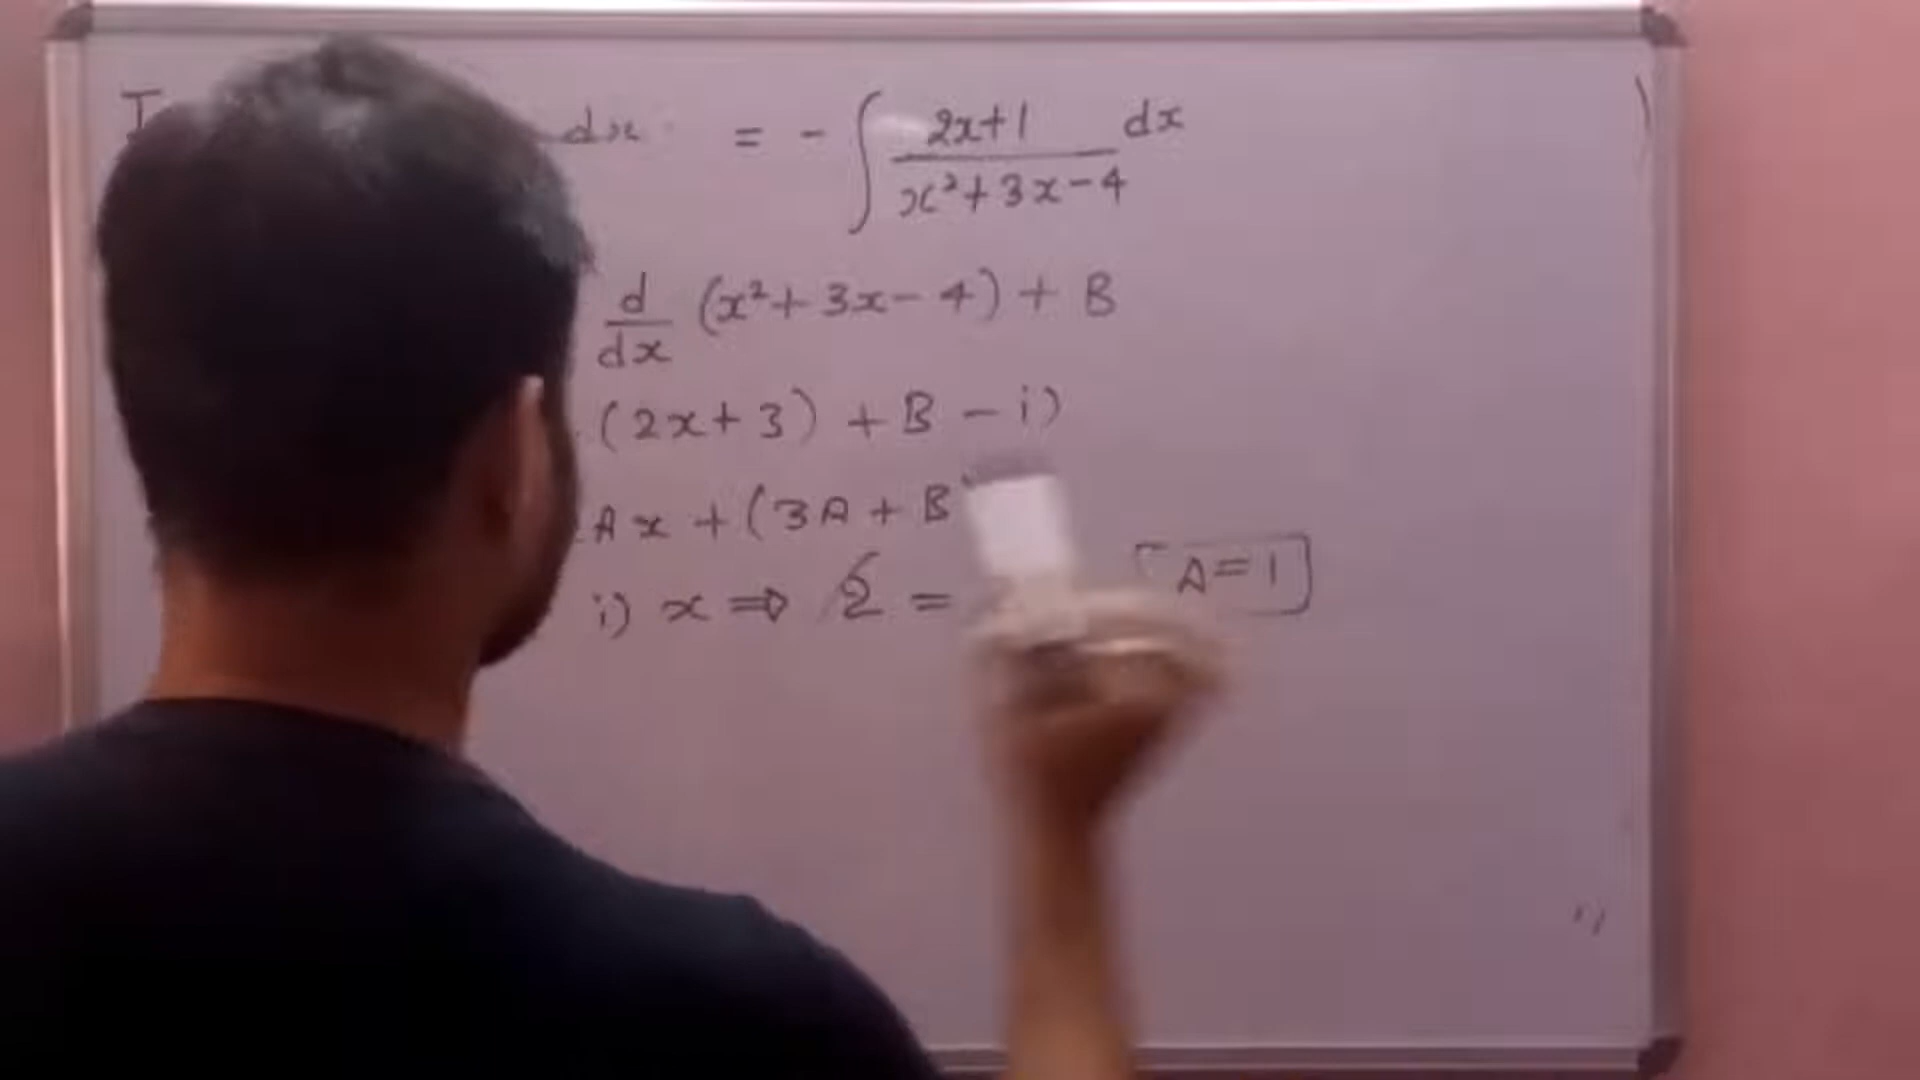 I dx = - ∫ 2x+1 / x²+3x-4 dx
d/dx (x²+3x-4) + B
(2x+3) + B - i)
Ax + (3A + B
i) x ⇒ 2 = A=1